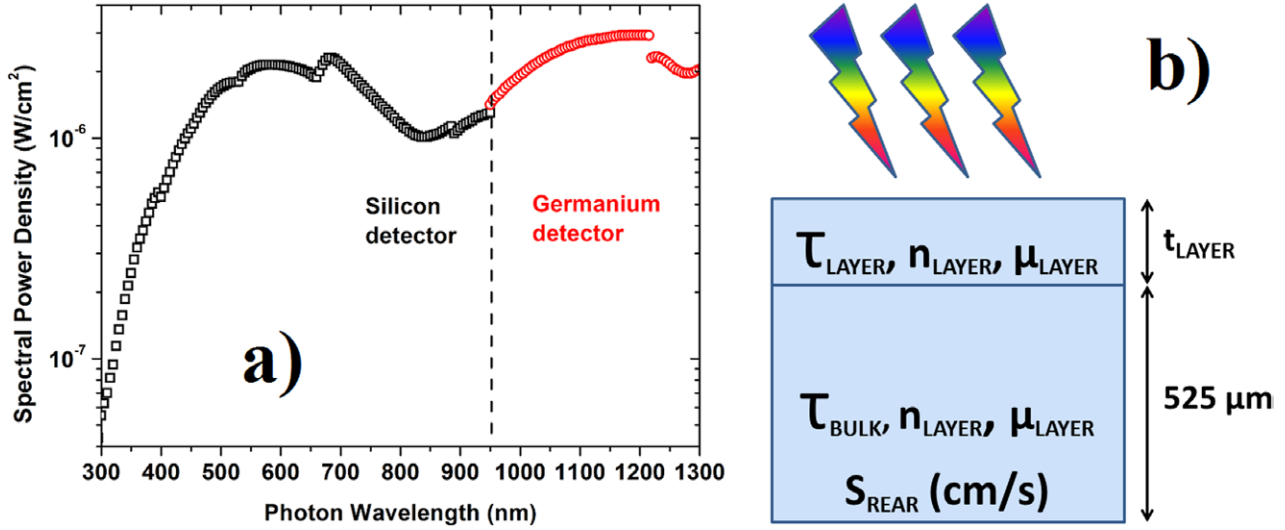 Spectral Power Density (W/cm²)
10⁻⁶
10⁻⁷
300 400 500 600 700 800 900 1000 1100 1200 1300
Photon Wavelength (nm)
Silicon
detector
Germanium
detector
a)
b)
τLAYER, nLAYER, μLAYER
tLAYER
τBULK, nLAYER, μLAYER
SREAR (cm/s)
525 μm